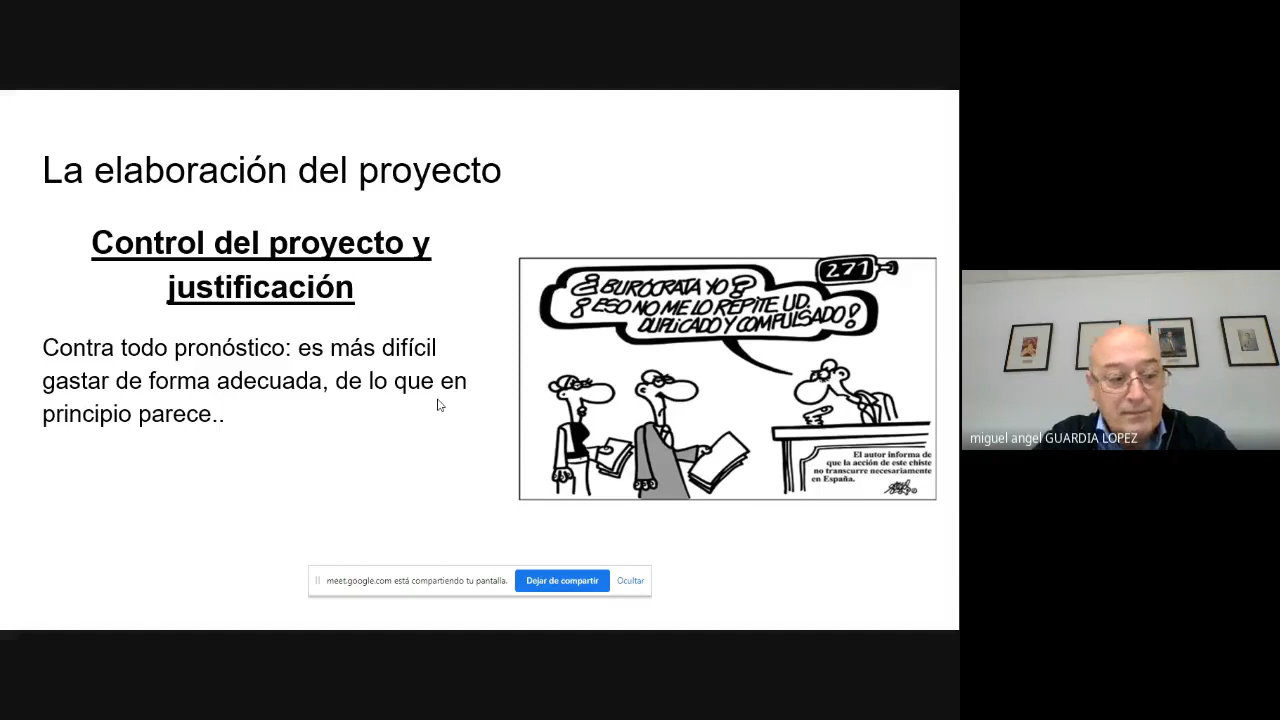 La elaboración del proyecto
Control del proyecto y
justificación
Contra todo pronóstico: es más difícil
gastar de forma adecuada, de lo que en
principio parece..
271
¿BURÓCRATA YO?
¡ESO NO ME LO REPITE UD.
DUPLICADO Y COMPULSADO!
El autor informa de
que la acción de este chiste
no transcurre necesariamente
en España.
meet.google.com está compartiendo tu pantalla.
Dejar de compartir
Ocultar
miguel angel GUARDIA LOPEZ